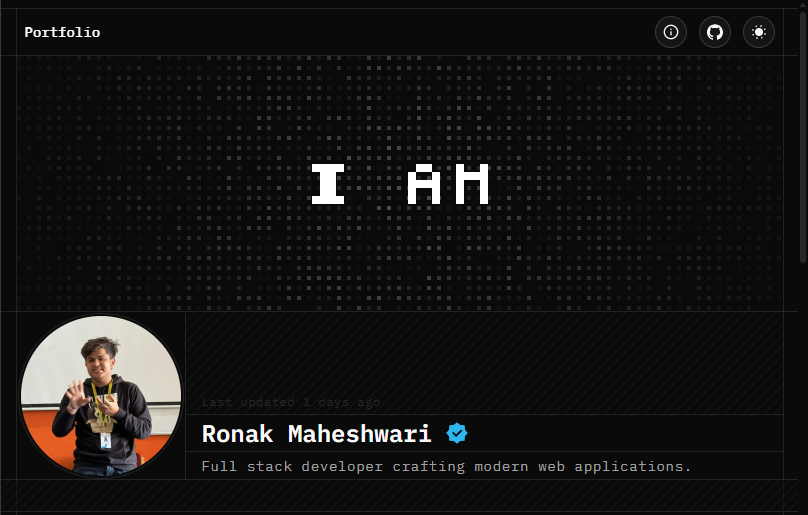 Portfolio
I AM
Last updated 1 days ago
Ronak Maheshwari
Full stack developer crafting modern web applications.